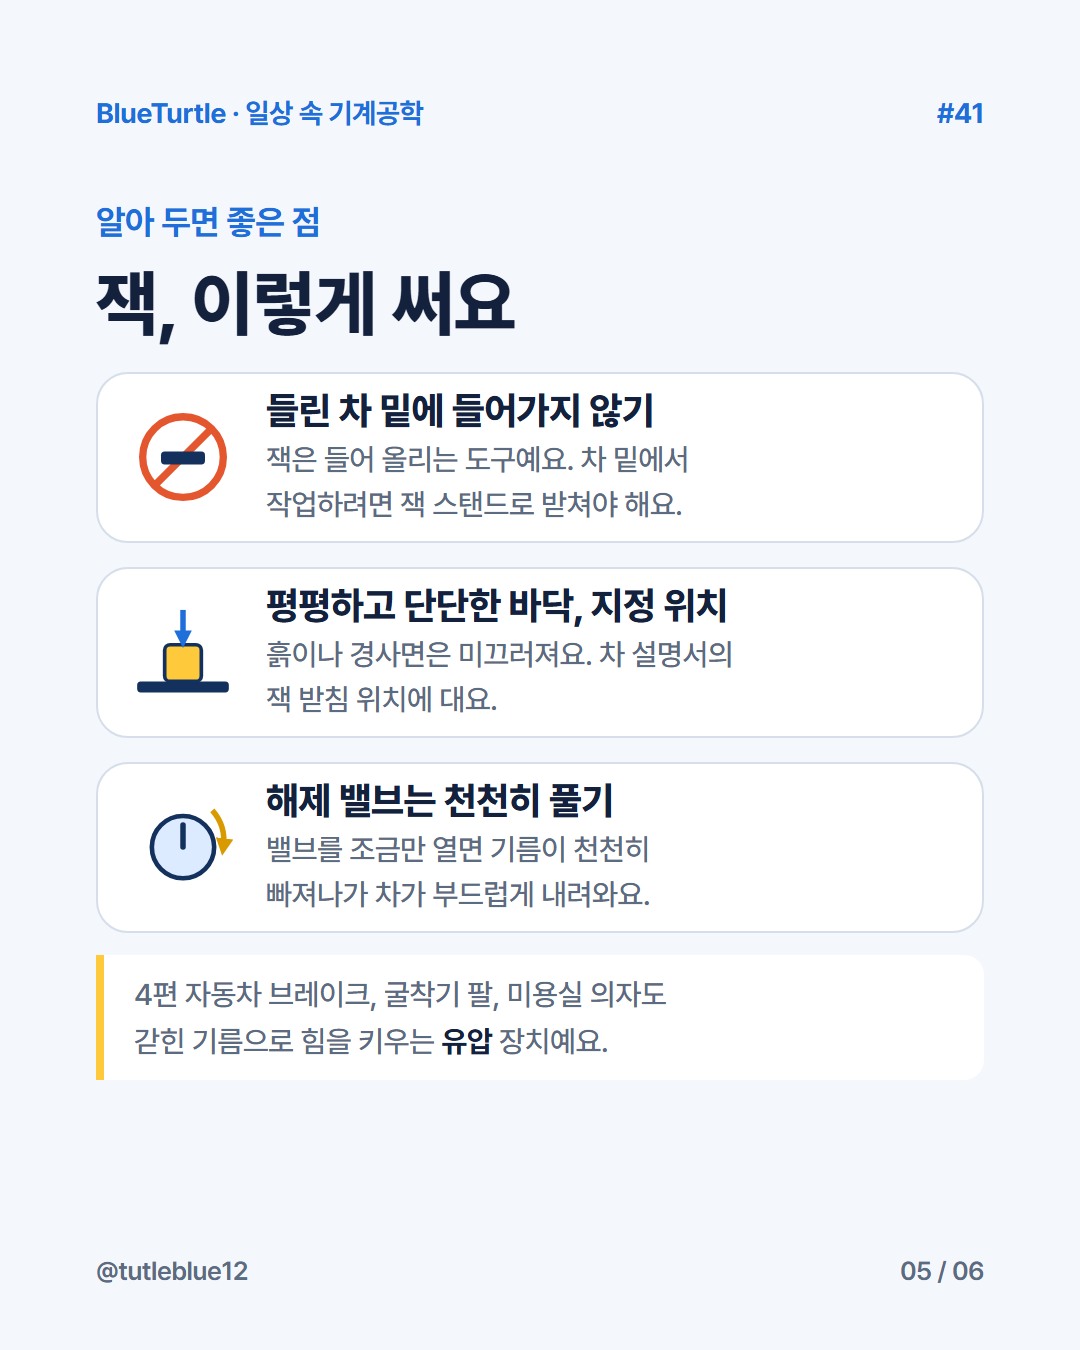 BlueTurtle · 일상 속 기계공학
#41
알아 두면 좋은 점
잭, 이렇게 써요
들린 차 밑에 들어가지 않기
잭은 들어 올리는 도구예요. 차 밑에서
작업하려면 잭 스탠드로 받쳐야 해요.
평평하고 단단한 바닥, 지정 위치
흙이나 경사면은 미끄러져요. 차 설명서의
잭 받침 위치에 대요.
해제 밸브는 천천히 풀기
밸브를 조금만 열면 기름이 천천히
빠져나가 차가 부드럽게 내려와요.
4편 자동차 브레이크, 굴착기 팔, 미용실 의자도
갇힌 기름으로 힘을 키우는 유압 장치예요.
@tutleblue12
05 / 06